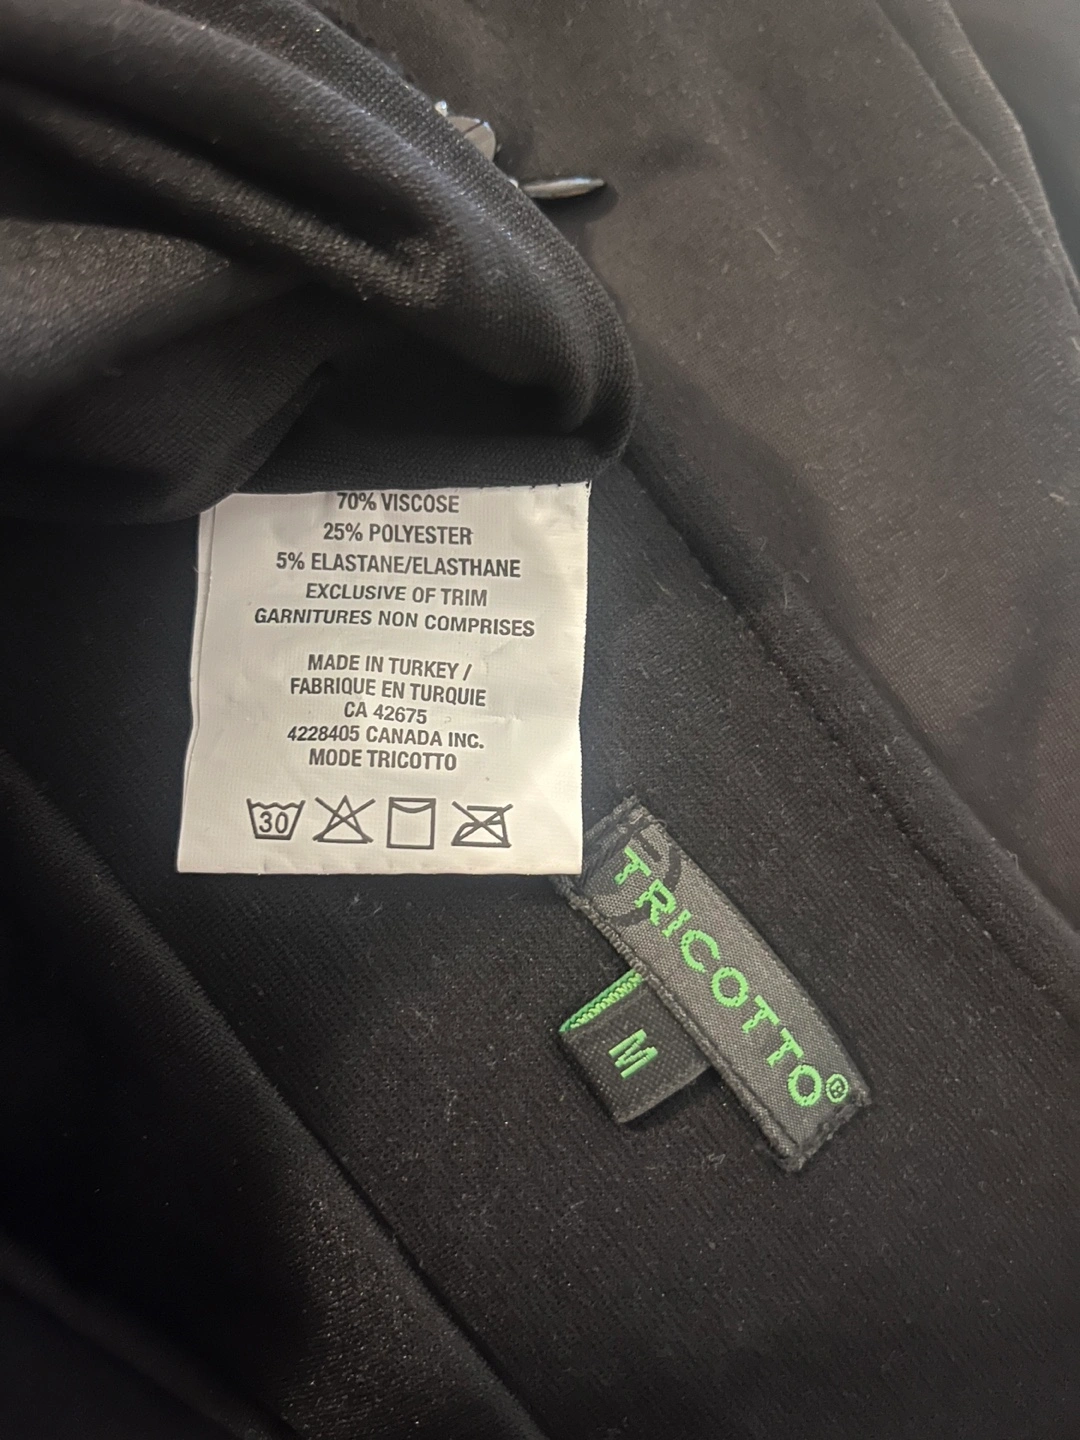 70% VISCOSE
25% POLYESTER
5% ELASTANE/ELASTHANE
EXCLUSIVE OF TRIM
GARNITURES NON COMPRISES
MADE IN TURKEY /
FABRIQUE EN TURQUIE
CA 42675
4228405 CANADA INC.
MODE TRICOTTO
30
TRICOTTO®
M